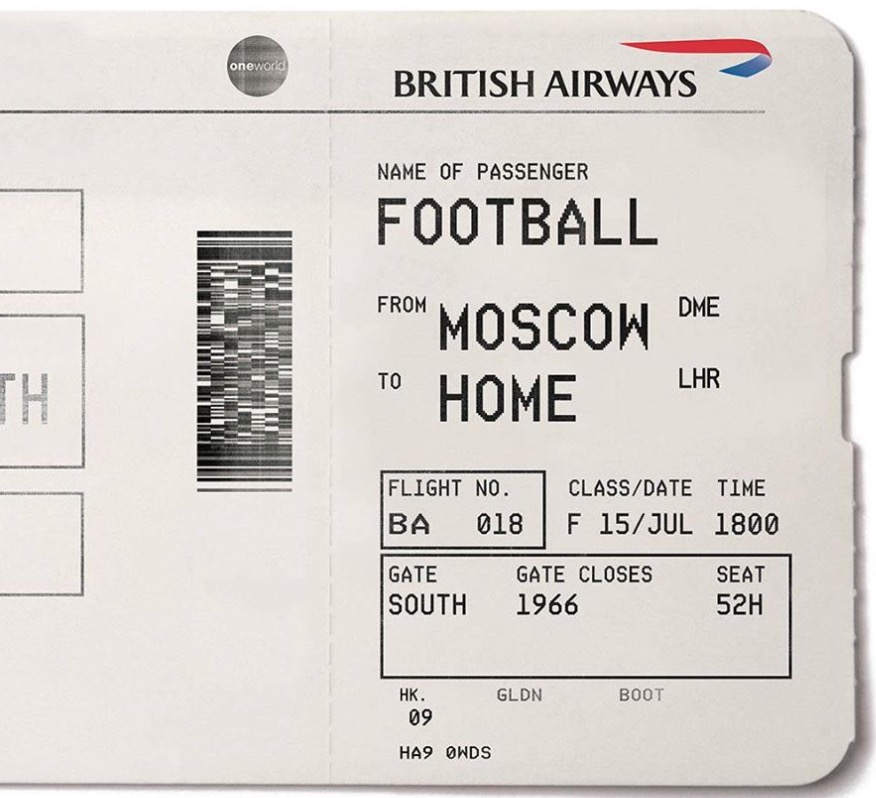 oneworld
BRITISH AIRWAYS
NAME OF PASSENGER
FOOTBALL
FROM MOSCOW DME
TO HOME LHR
TH
FLIGHT NO. CLASS/DATE TIME
BA 018 F 15/JUL 1800
GATE GATE CLOSES SEAT
SOUTH 1966 52H
HK. GLDN BOOT
09
HA9 0WDS